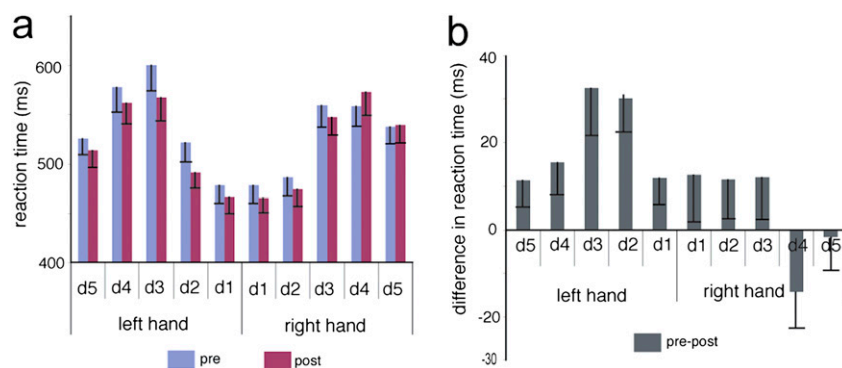 a
reaction time (ms)
600
500
400
d5 d4 d3 d2 d1 d1 d2 d3 d4 d5
left hand right hand
pre post
b
difference in reaction time (ms)
40
20
0
-20
-30
d5 d4 d3 d2 d1 d1 d2 d3 d4 d5
left hand right hand
pre-post